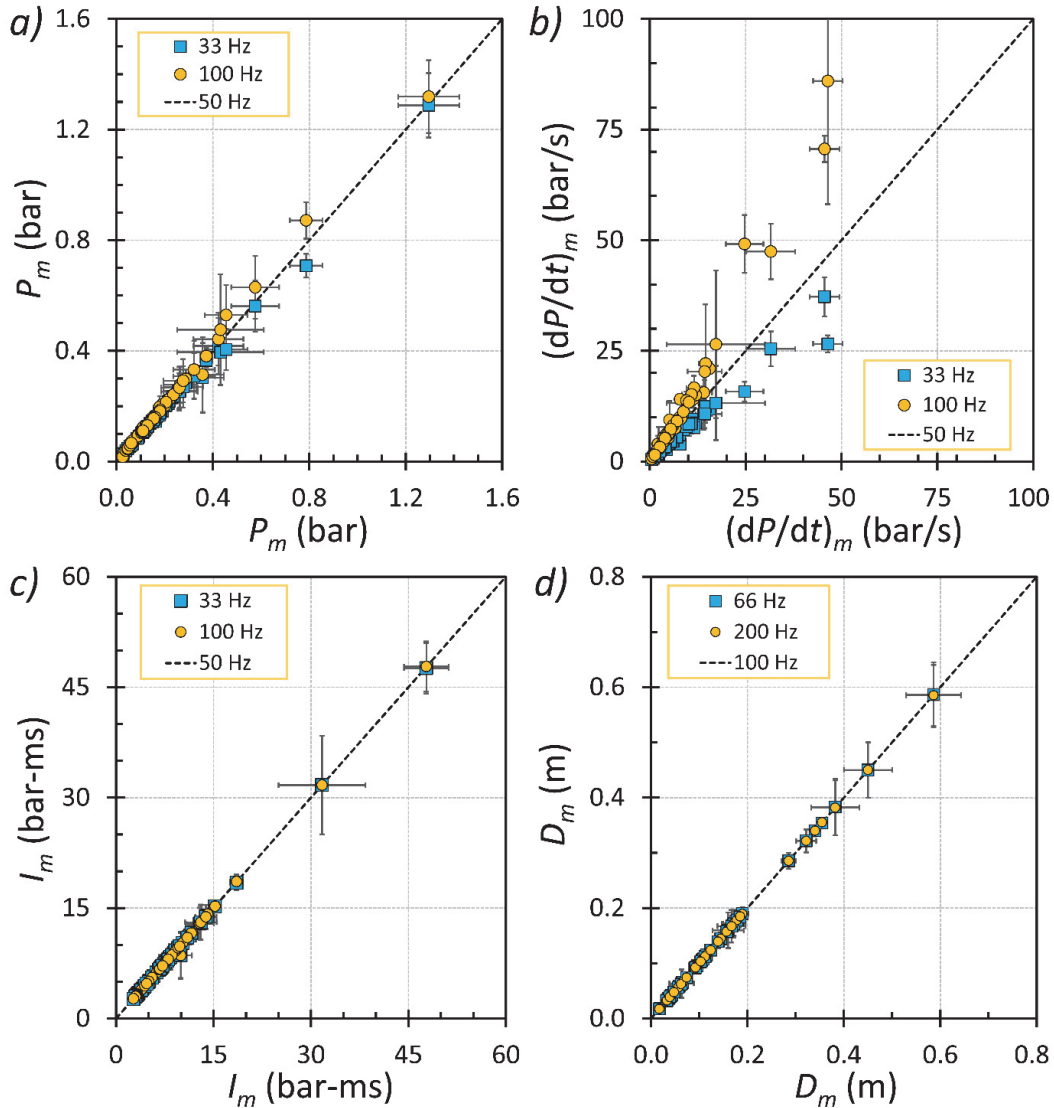 a)
1.6
1.2
0.8
0.4
0.0
P_m (bar)
33 Hz
100 Hz
50 Hz
0.0 0.4 0.8 1.2 1.6
P_m (bar)
b)
100
75
50
25
0
(dP/dt)_m (bar/s)
33 Hz
100 Hz
50 Hz
0 25 50 75 100
(dP/dt)_m (bar/s)
c)
60
45
30
15
0
I_m (bar-ms)
33 Hz
100 Hz
50 Hz
0 15 30 45 60
I_m (bar-ms)
d)
0.8
0.6
0.4
0.2
0.0
D_m (m)
66 Hz
200 Hz
100 Hz
0.0 0.2 0.4 0.6 0.8
D_m (m)